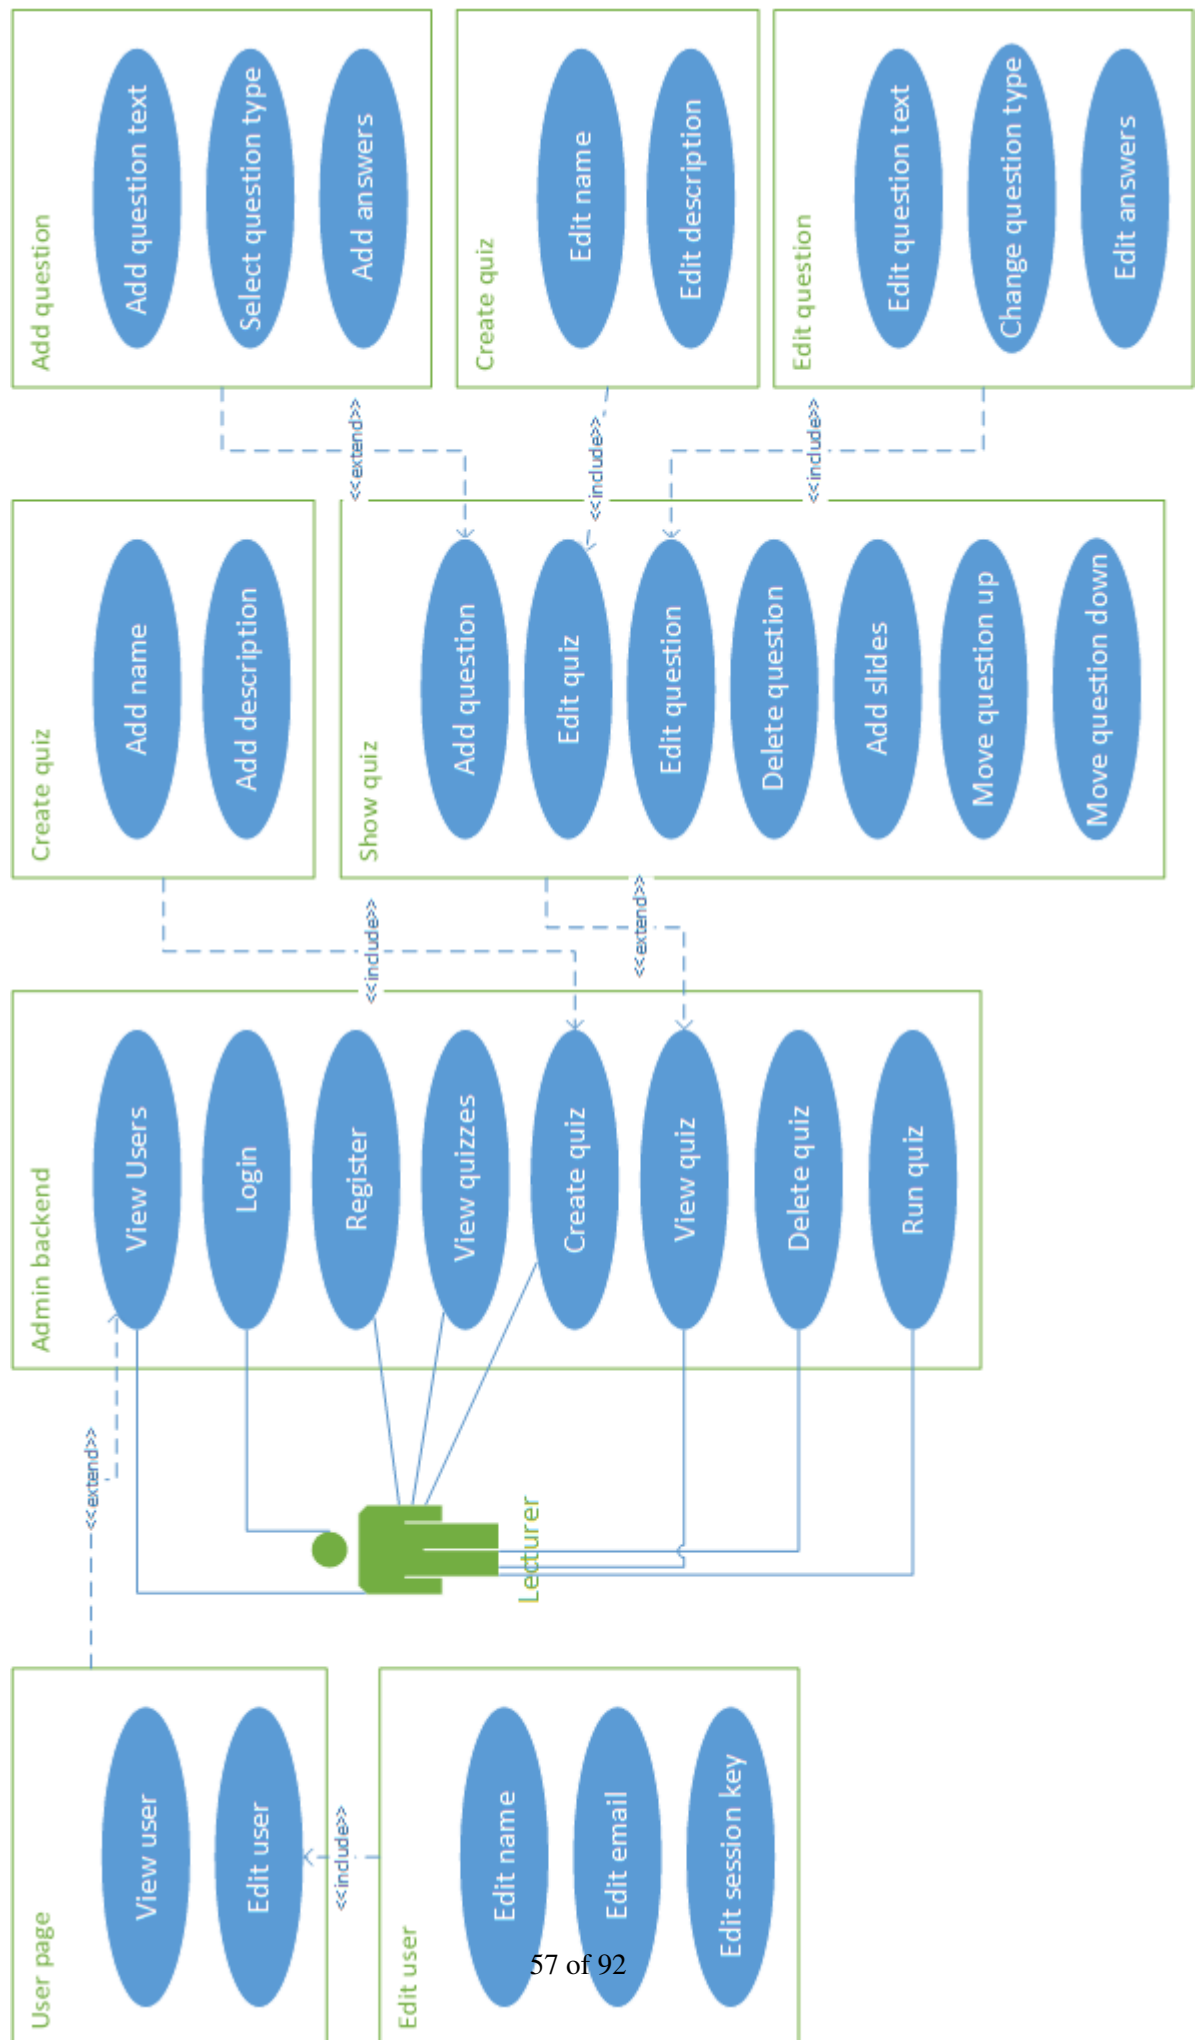 User page
View user
Edit user
<<include>>
Edit user
Edit name
Edit email
Edit session key
<<extend>>
Lecturer
Admin backend
View Users
Login
Register
View quizzes
Create quiz
View quiz
Delete quiz
Run quiz
<<include>>
<<extend>>
Create quiz
Add name
Add description
Show quiz
Add question
Edit quiz
Edit question
Delete question
Add slides
Move question up
Move question down
<<extend>>
<<include>>
<<include>>
Add question
Add question text
Select question type
Add answers
Create quiz
Edit name
Edit description
Edit question
Edit question text
Change question type
Edit answers
57 of 92